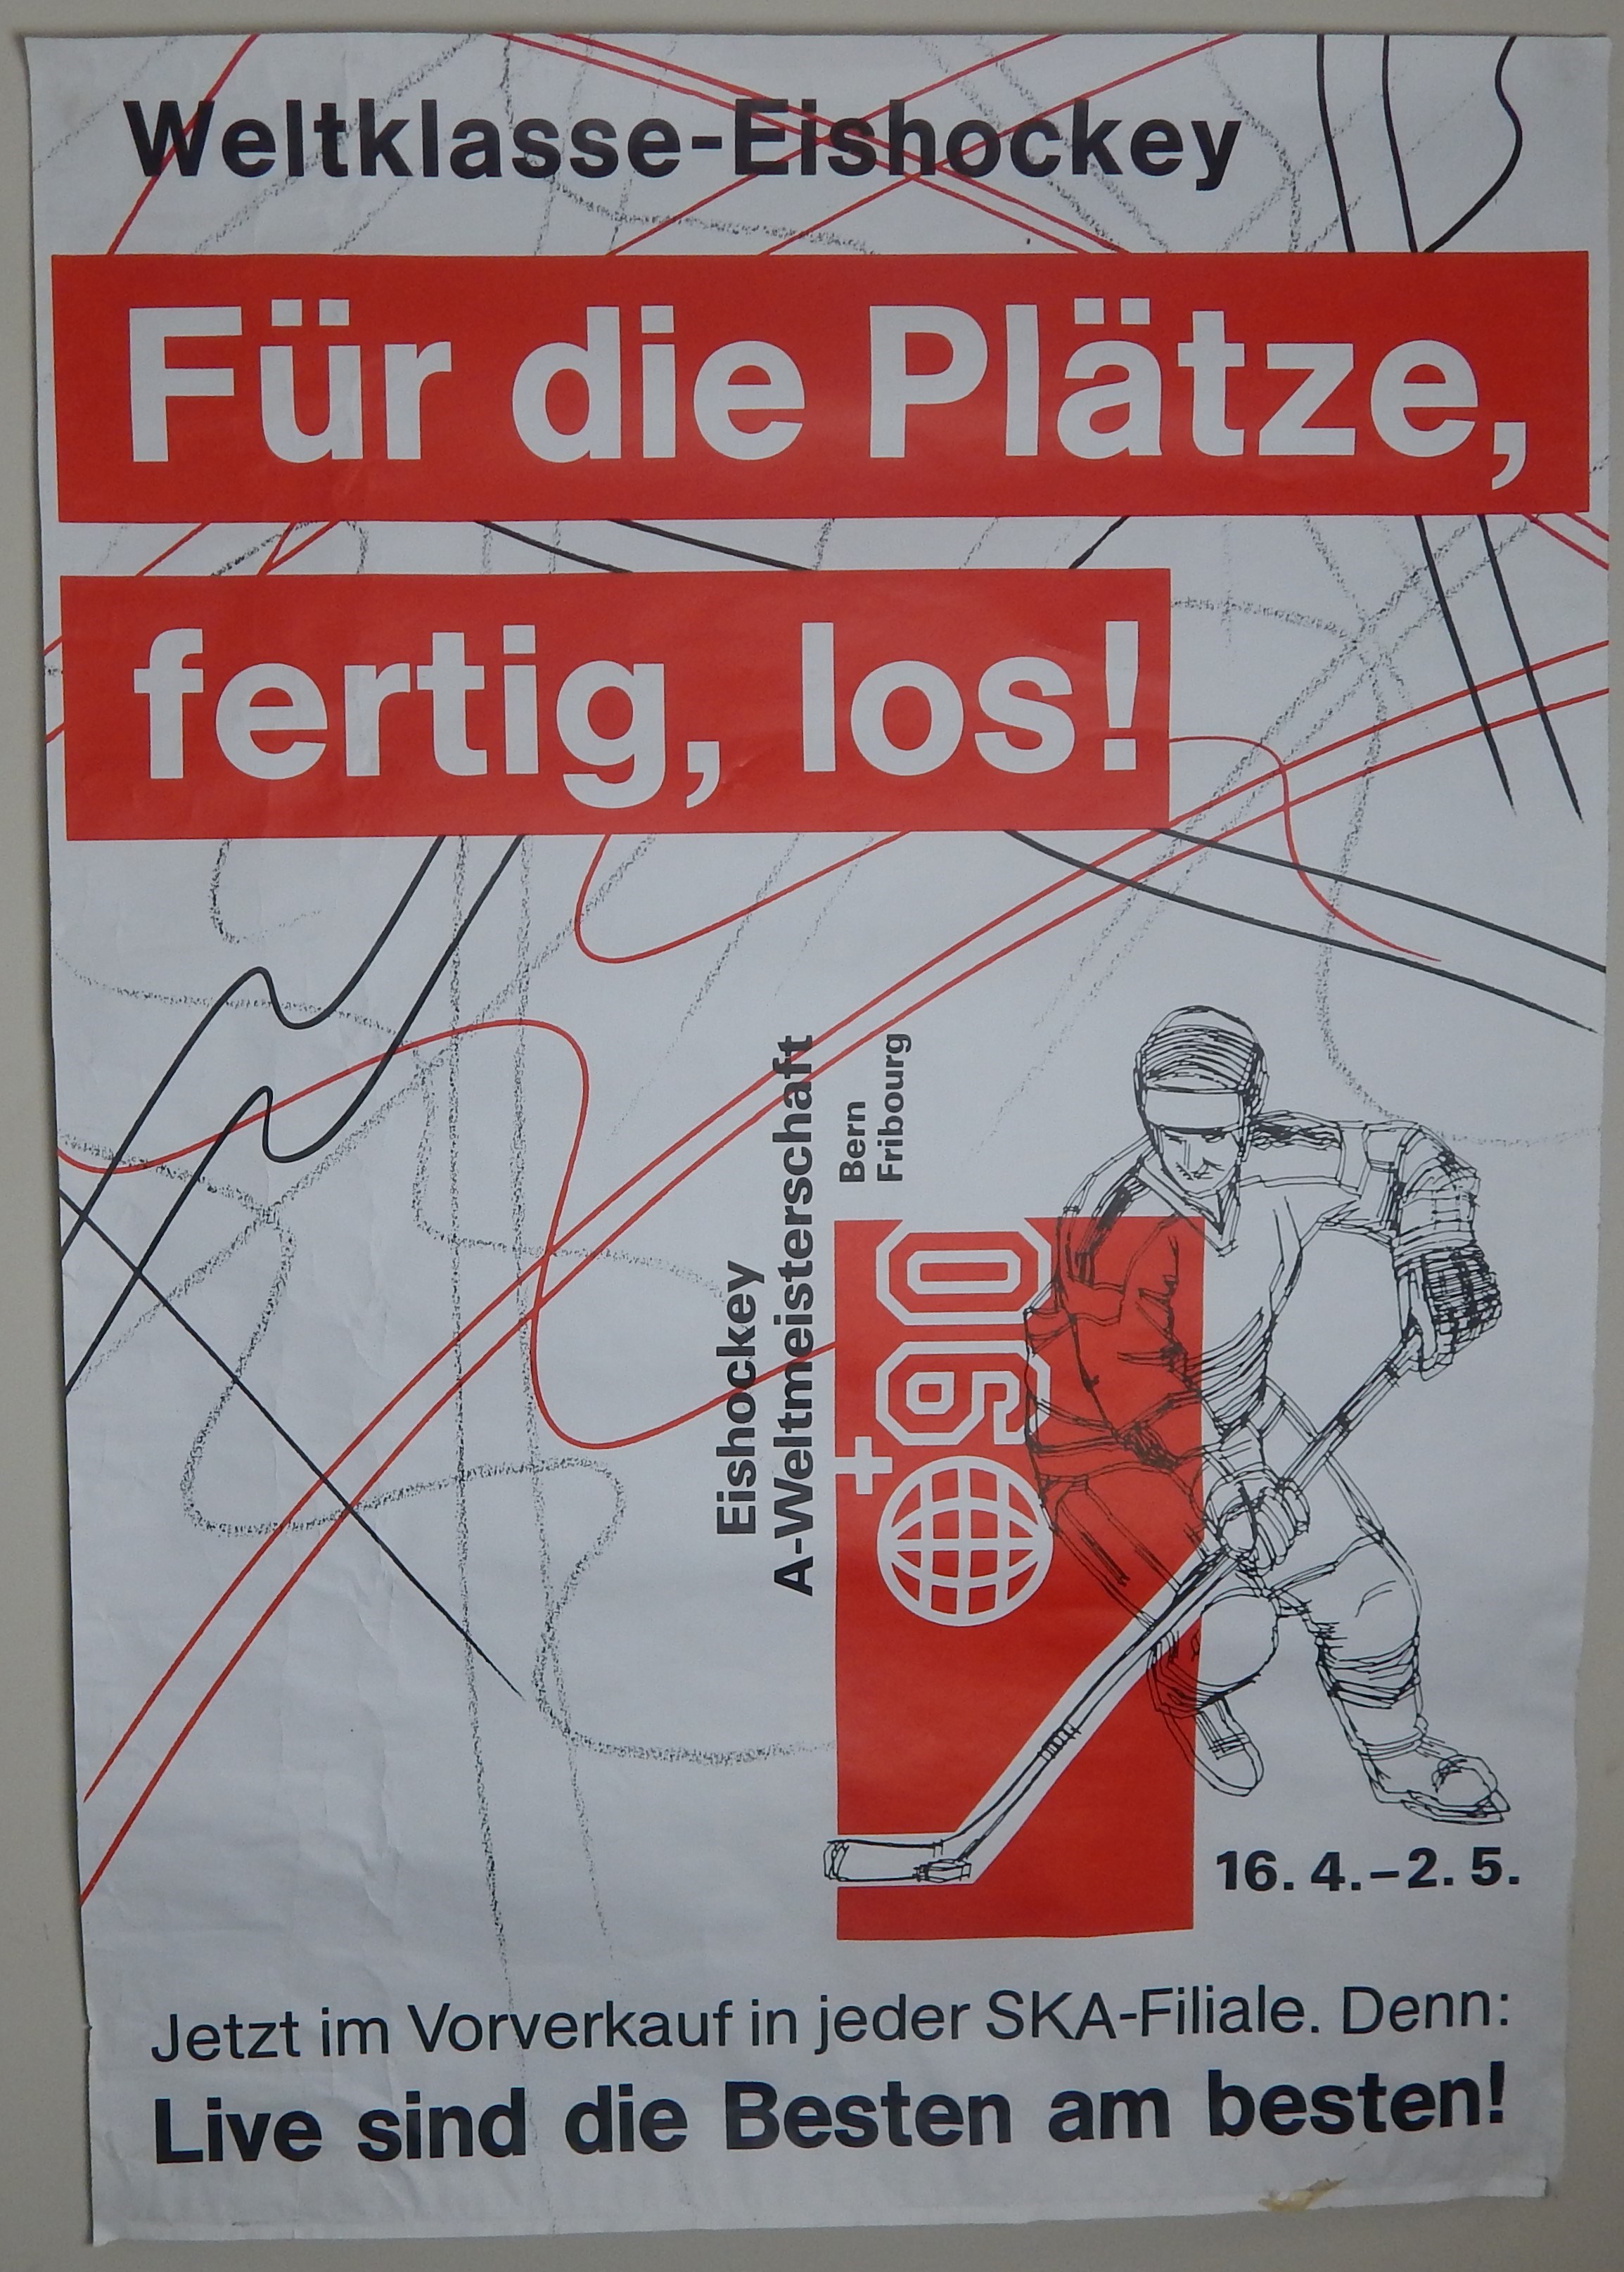 Weltklasse-Eishockey
Für die Plätze,
fertig, los!
Eishockey
A-Weltmeisterschaft
Bern
Fribourg
90
16. 4.–2. 5.
Jetzt im Vorverkauf in jeder SKA-Filiale. Denn:
Live sind die Besten am besten!